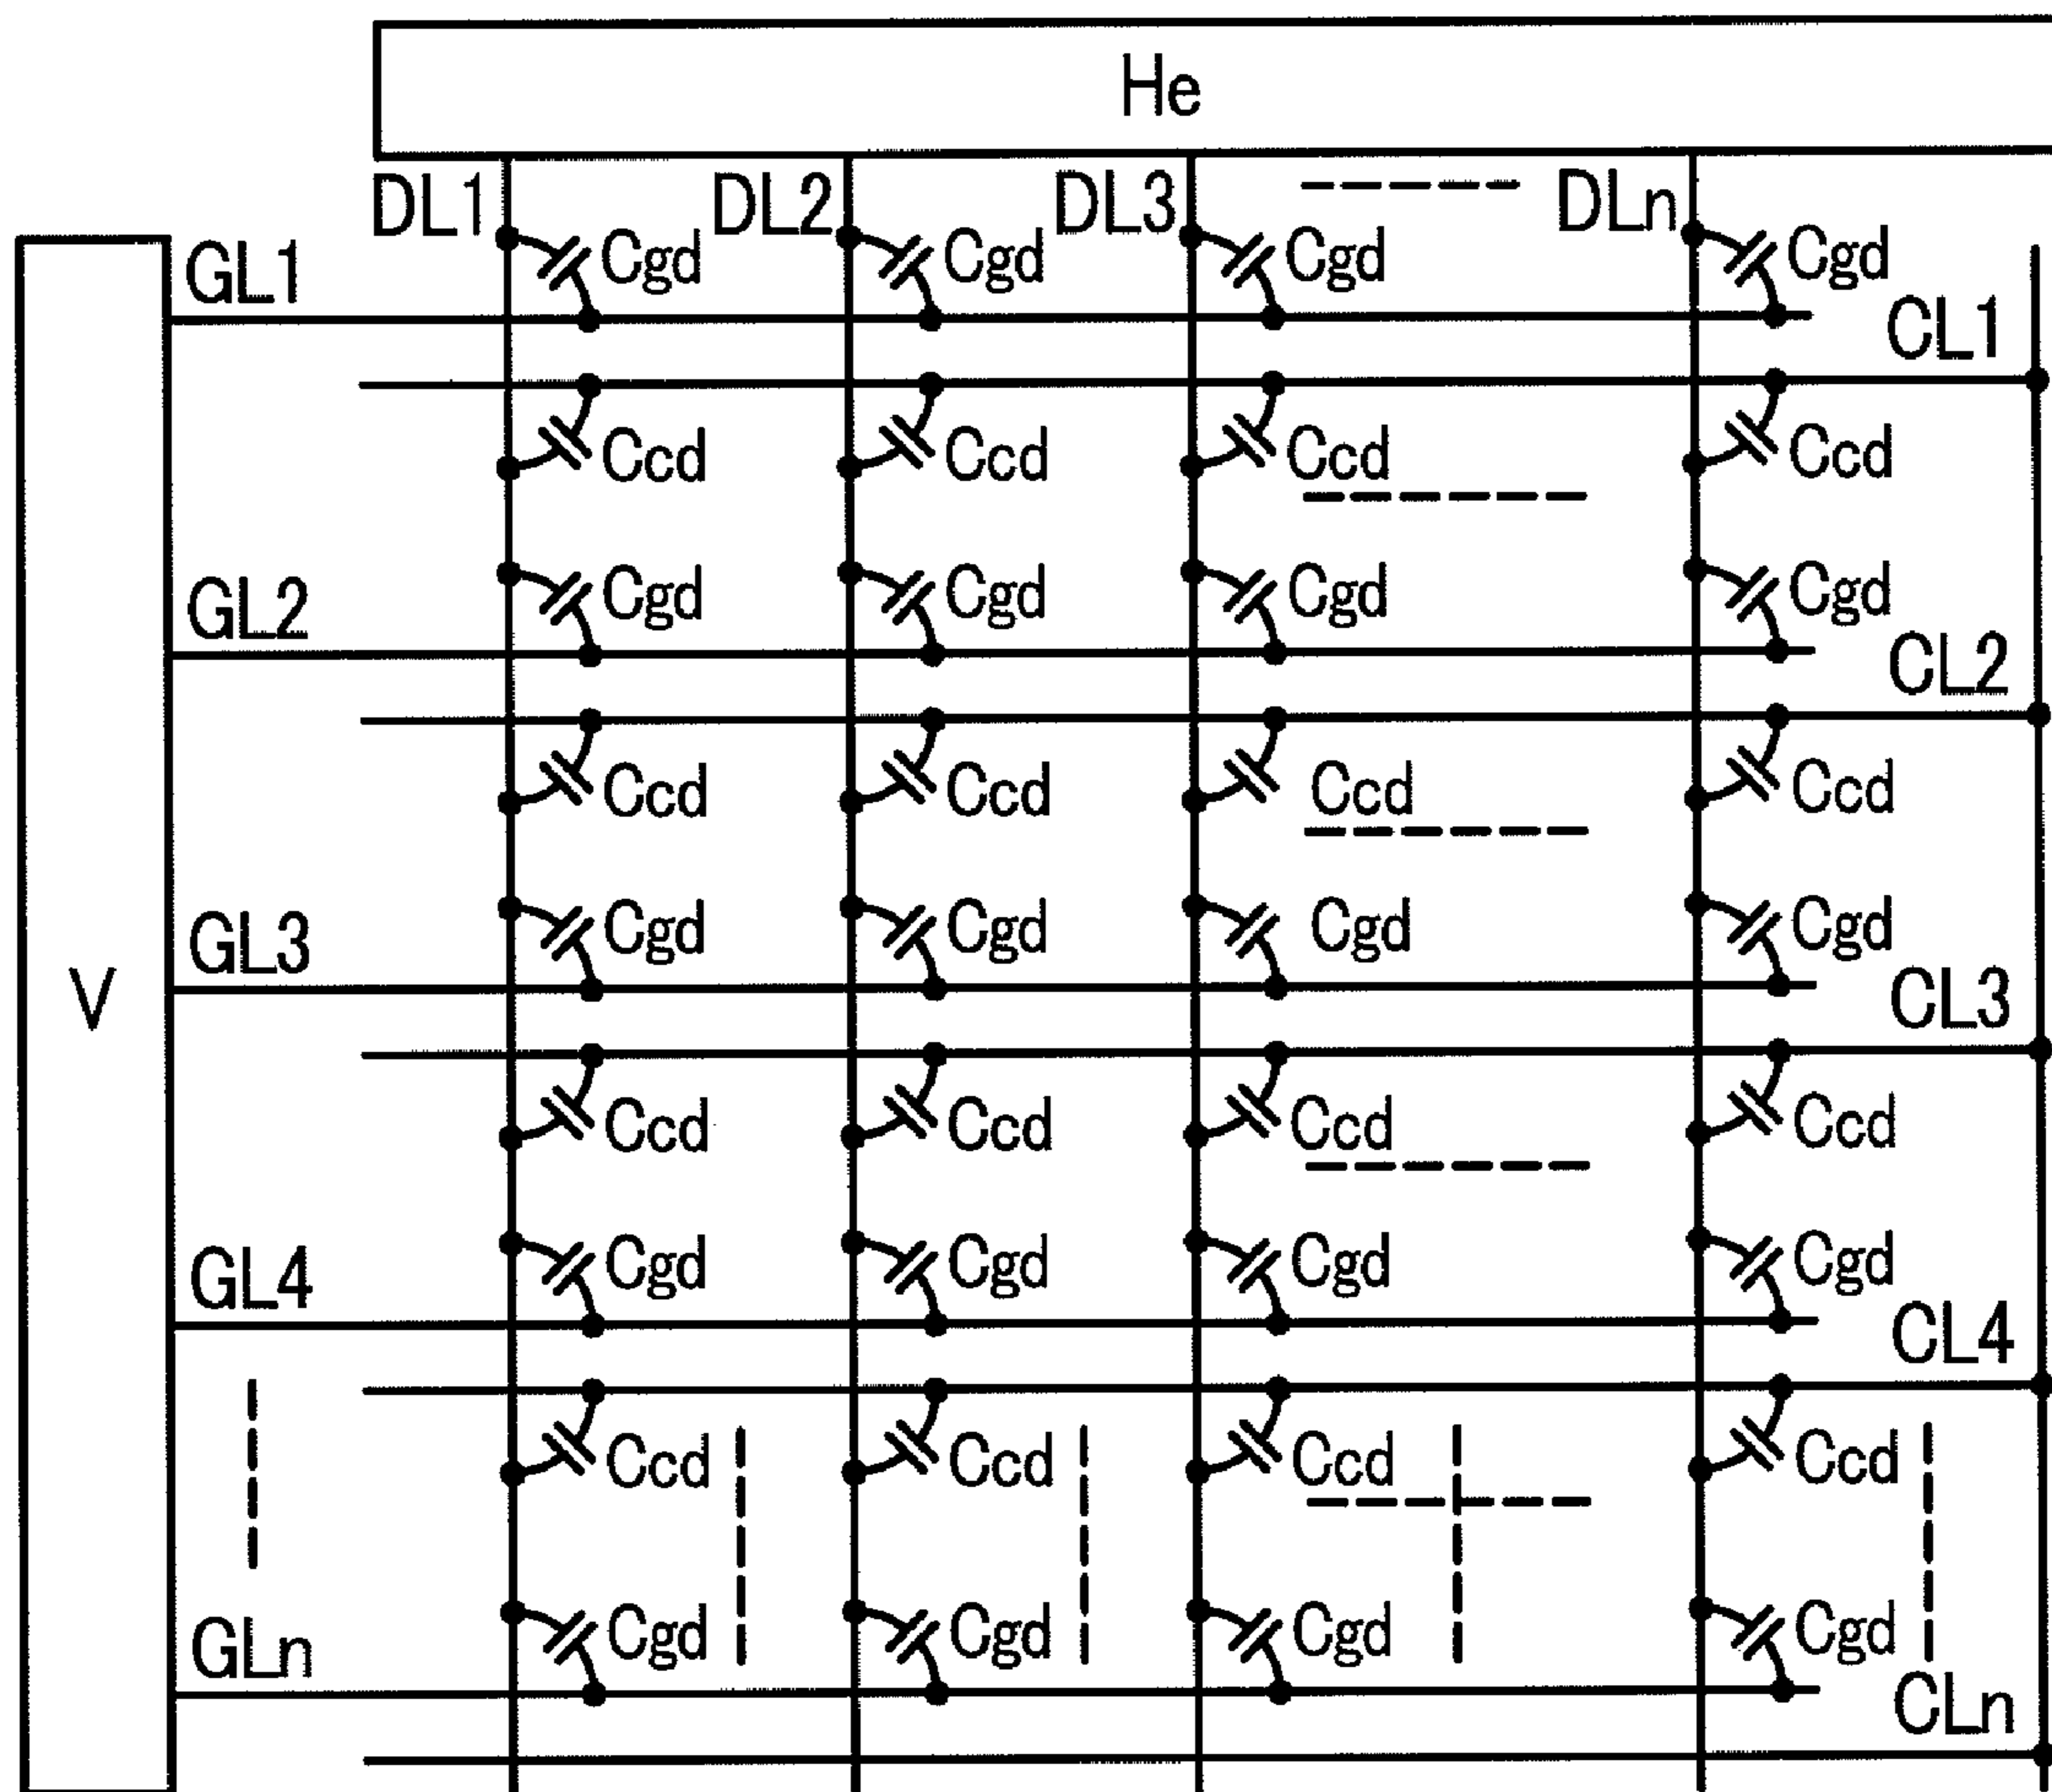 He
DL1 DL2 DL3 DLn
GL1 Cgd Cgd Cgd Cgd
CL1
Ccd Ccd Ccd Ccd
GL2 Cgd Cgd Cgd Cgd
CL2
Ccd Ccd Ccd Ccd
GL3 Cgd Cgd Cgd Cgd
V
CL3
Ccd Ccd Ccd Ccd
GL4 Cgd Cgd Cgd Cgd
CL4
Ccd Ccd Ccd Ccd
GLn Cgd Cgd Cgd Cgd
CLn